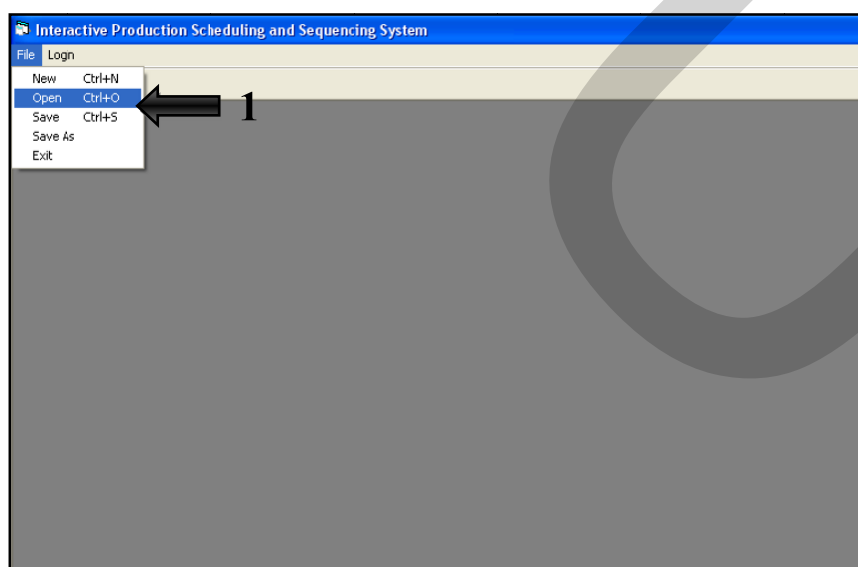 Interactive Production Scheduling and Sequencing System
File Logn
New Ctrl+N
Open Ctrl+O
1
Save Ctrl+S
Save As
Exit